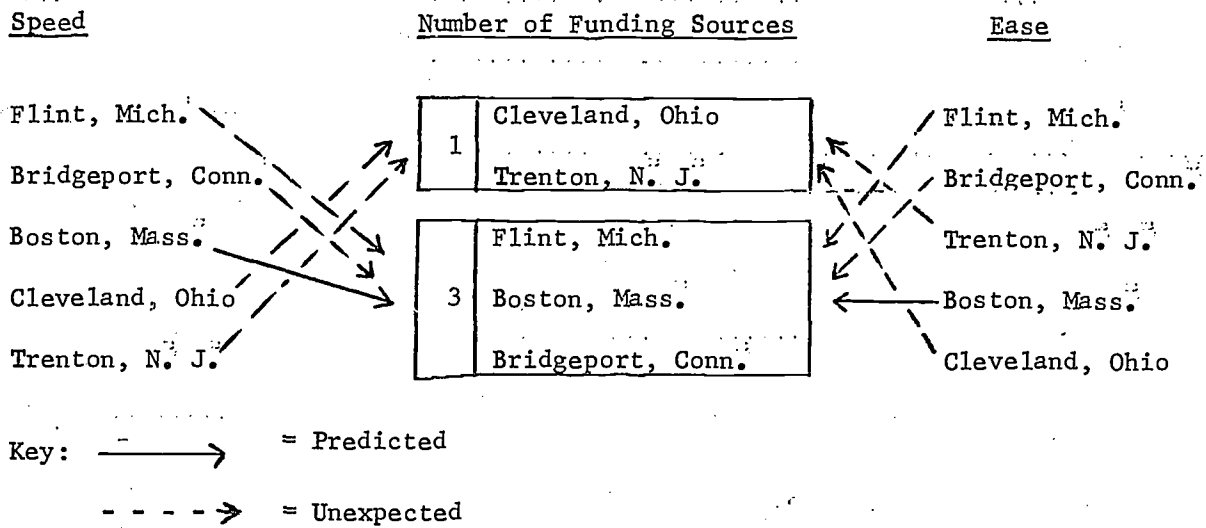 Speed Number of Funding Sources Ease
Flint, Mich. Cleveland, Ohio Flint, Mich.
1
Bridgeport, Conn. Trenton, N. J. Bridgeport, Conn.
Boston, Mass. Flint, Mich. Trenton, N. J.
Cleveland, Ohio 3 Boston, Mass. Boston, Mass.
Trenton, N. J. Bridgeport, Conn. Cleveland, Ohio
Key: = Predicted
= Unexpected